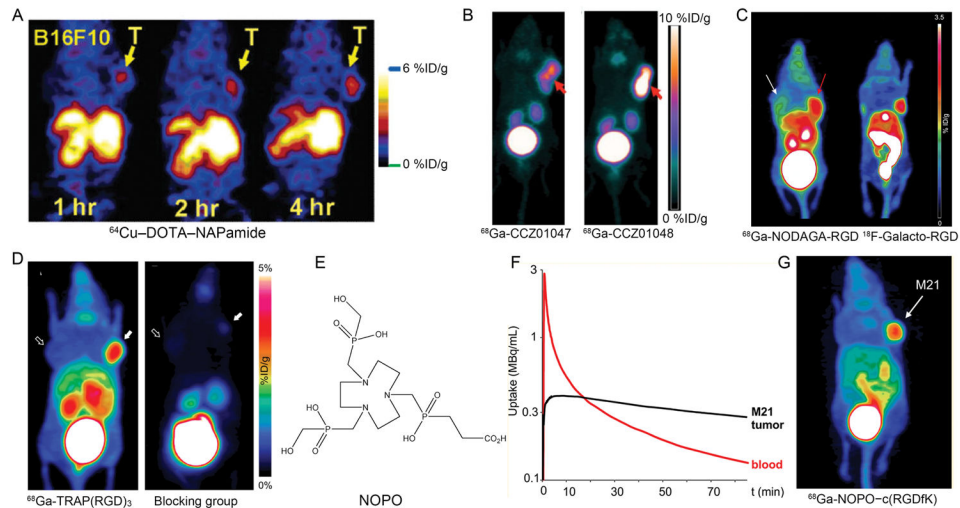 A
B16F10
T
T
T
6 %ID/g
0 %ID/g
1 hr
2 hr
4 hr
⁶⁴Cu–DOTA–NAPamide
B
10 %ID/g
0 %ID/g
⁶⁸Ga-CCZ01047
⁶⁸Ga-CCZ01048
C
3.5
% ID/g
0
⁶⁸Ga-NODAGA-RGD
¹⁸F-Galacto-RGD
D
5%
%ID/g
0%
⁶⁸Ga-TRAP(RGD)₃
Blocking group
E
HO
O
P
OH
N
N
N
OH
O
P
HO
O
P
HO
CO₂H
NOPO
F
3
1
0.3
0.1
Uptake (MBq/mL)
M21
tumor
blood
0
10
30
50
70
t (min)
G
M21
⁶⁸Ga-NOPO−c(RGDfK)